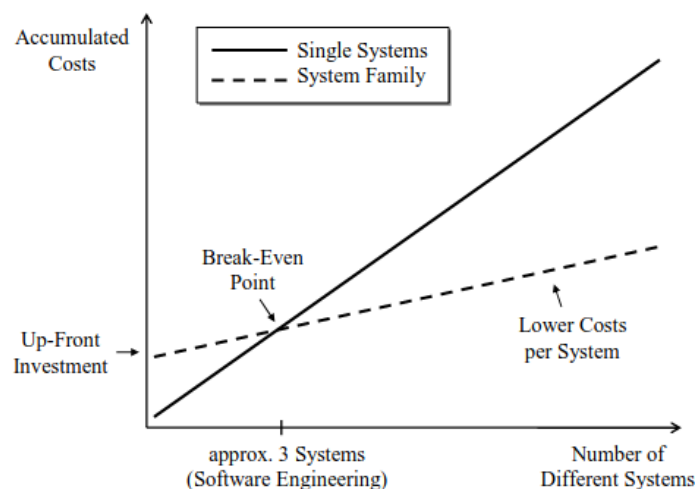 Accumulated
Costs
Single Systems
System Family
Break-Even
Point
Up-Front
Investment
Lower Costs
per System
approx. 3 Systems
(Software Engineering)
Number of
Different Systems